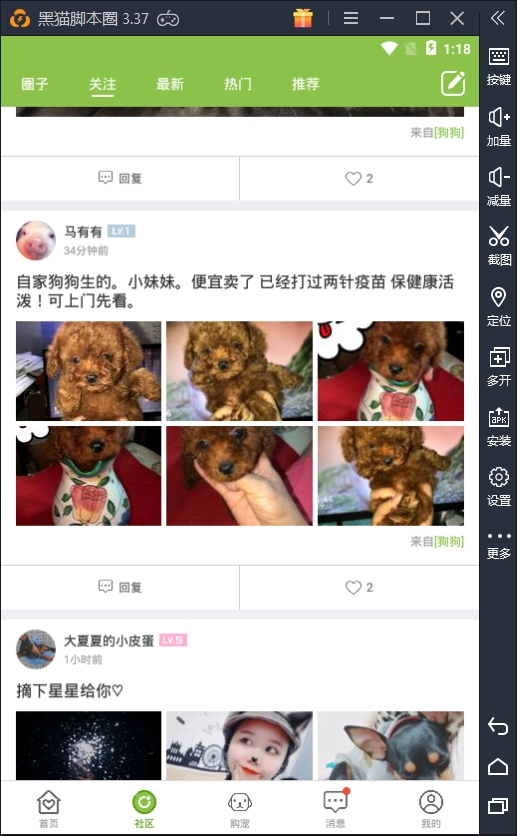 黑猫脚本圈 3.37
1:18
圈子 关注 最新 热门 推荐
按键
加量
减量
截图
定位
多开
APK
安装
设置
更多
来自[狗狗]
回复 2
马有有 LV.1
34分钟前
自家狗狗生的。小妹妹。便宜卖了 已经打过两针疫苗 保健康活
泼！可上门先看。
来自[狗狗]
回复 2
大夏夏的小皮蛋 LV.5
1小时前
摘下星星给你♡
首页 社区 购宠 消息 我的